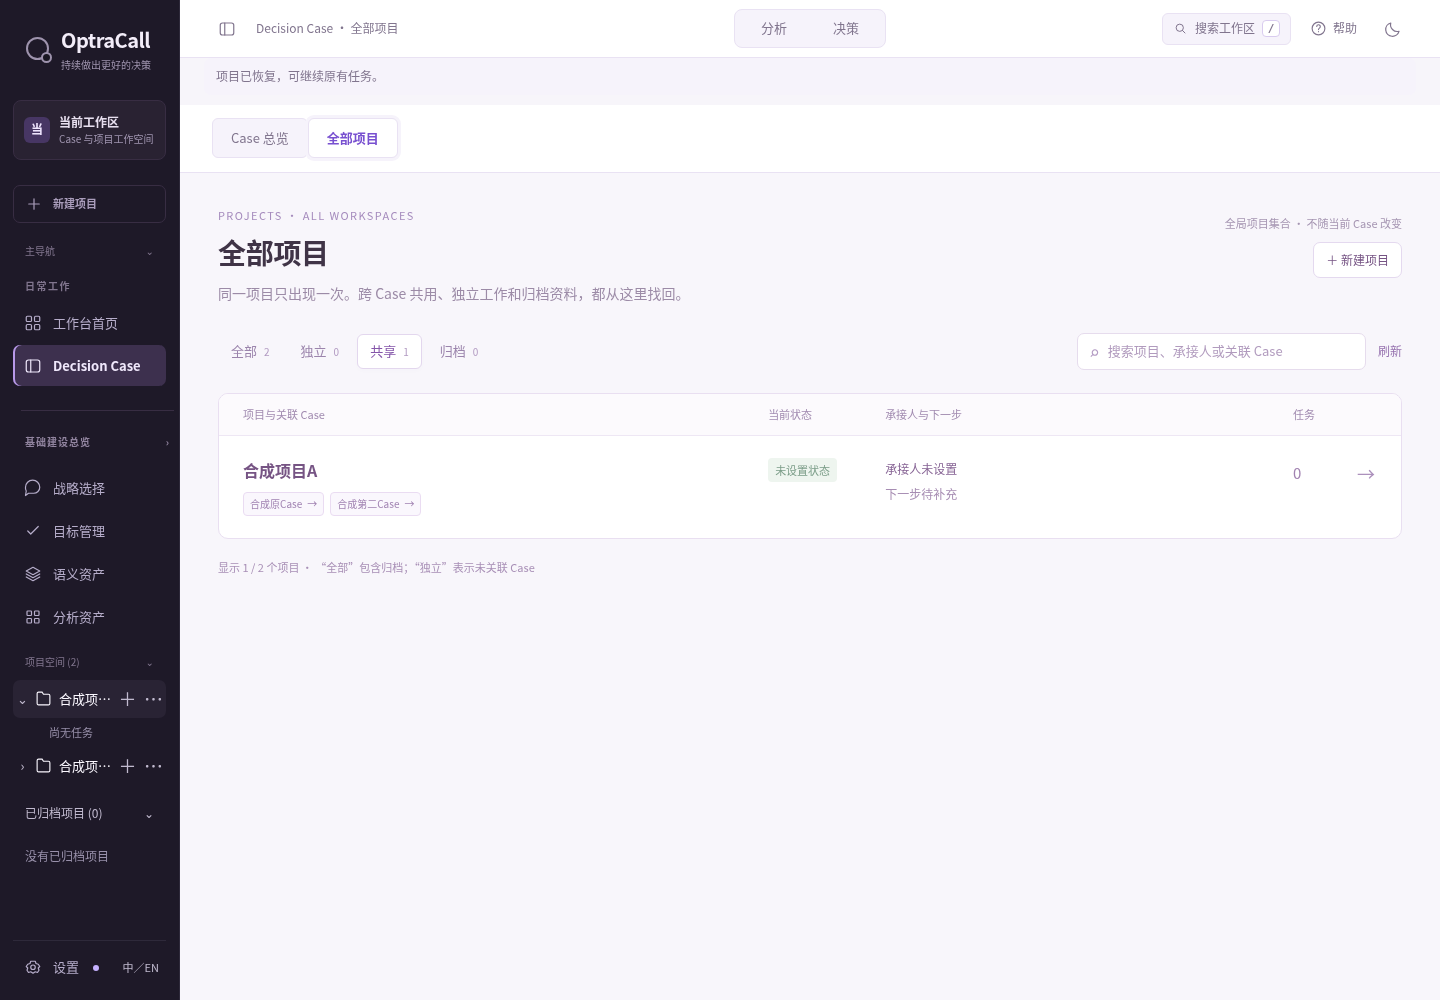 OptraCall
持续做出更好的决策
当
当前工作区
Case 与项目工作空间
新建项目
主导航
日常工作
工作台首页
Decision Case
基础建设总览
战略选择
目标管理
语义资产
分析资产
项目空间 (2)
合成项…
尚无任务
合成项…
已归档项目 (0)
没有已归档项目
设置
中／EN
Decision Case · 全部项目
分析 决策
搜索工作区 /
帮助
项目已恢复，可继续原有任务。
Case 总览
全部项目
PROJECTS · ALL WORKSPACES
全部项目
同一项目只出现一次。跨 Case 共用、独立工作和归档资料，都从这里找回。
全局项目集合 · 不随当前 Case 改变
＋ 新建项目
全部 2 独立 0 共享 1 归档 0
搜索项目、承接人或关联 Case
刷新
项目与关联 Case 当前状态 承接人与下一步 任务
合成项目A
合成原Case →
合成第二Case →
未设置状态
承接人未设置
下一步待补充
0 →
显示 1 / 2 个项目 · “全部”包含归档；“独立”表示未关联 Case